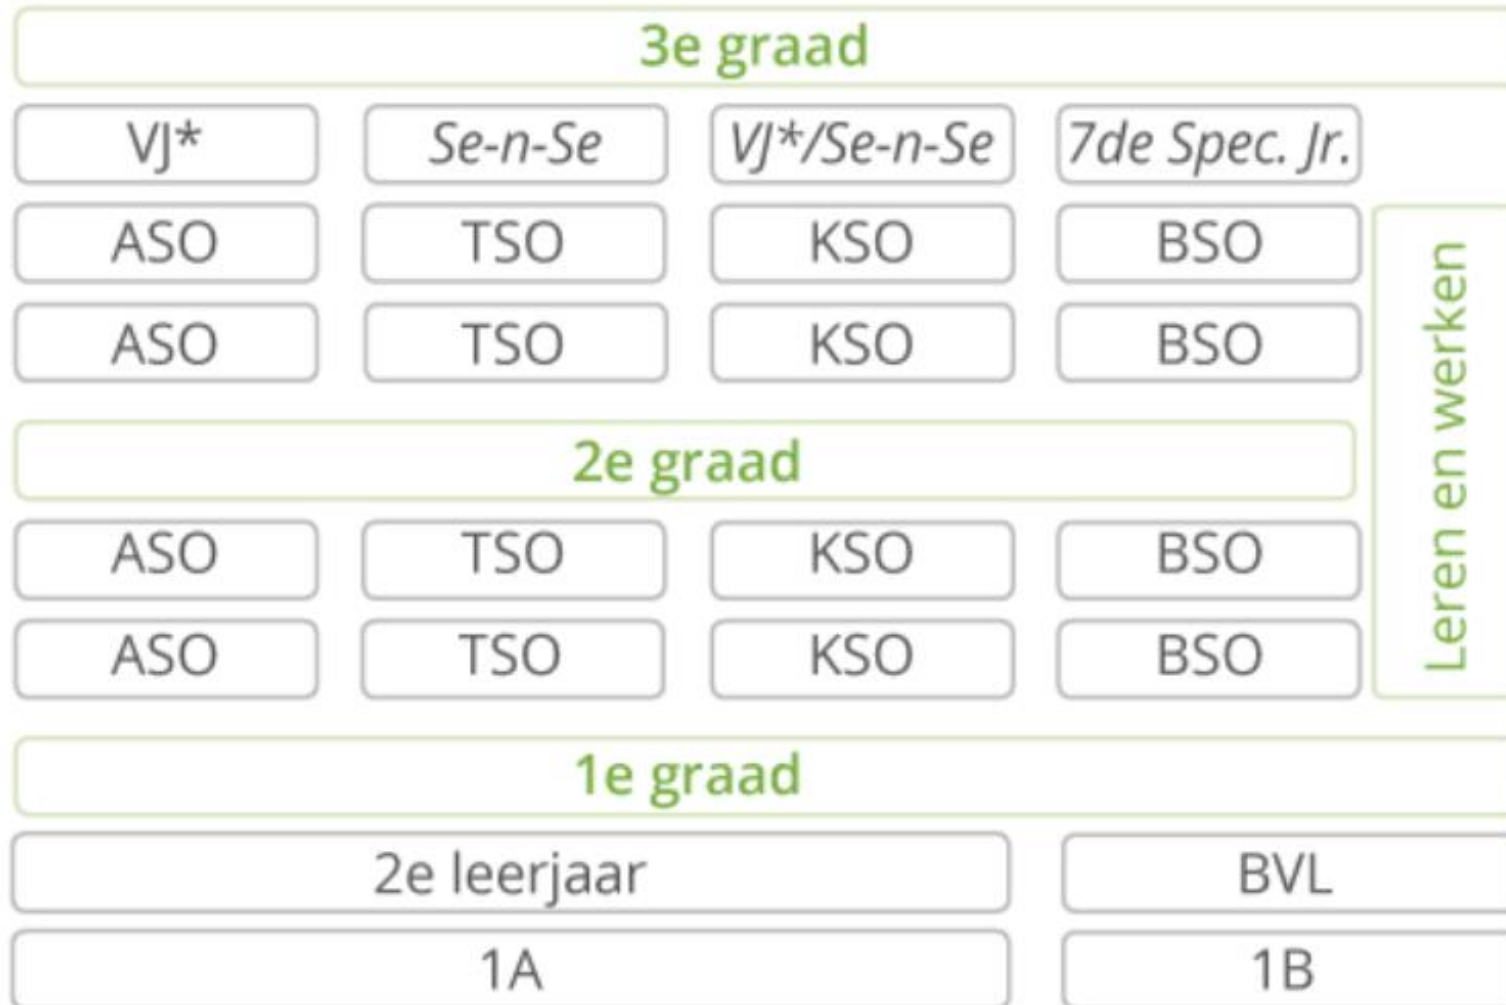 3e graad
VJ* Se-n-Se VJ*/Se-n-Se 7de Spec. Jr.
ASO TSO KSO BSO
ASO TSO KSO BSO
Leren en werken
2e graad
ASO TSO KSO BSO
ASO TSO KSO BSO
1e graad
2e leerjaar BVL
1A 1B